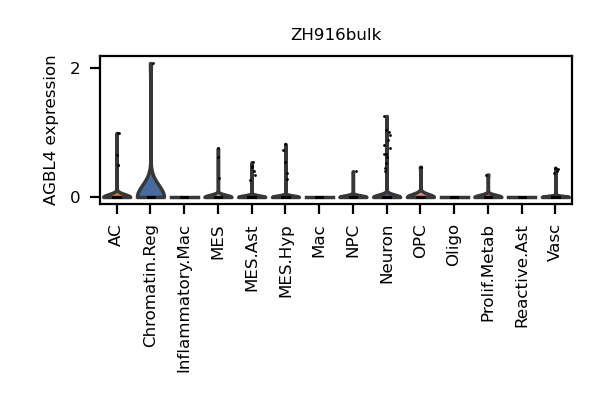 ZH916bulk
AGBL4 expression
2
0
AC
Chromatin.Reg
Inflammatory.Mac
MES
MES.Ast
MES.Hyp
Mac
NPC
Neuron
OPC
Oligo
Prolif.Metab
Reactive.Ast
Vasc